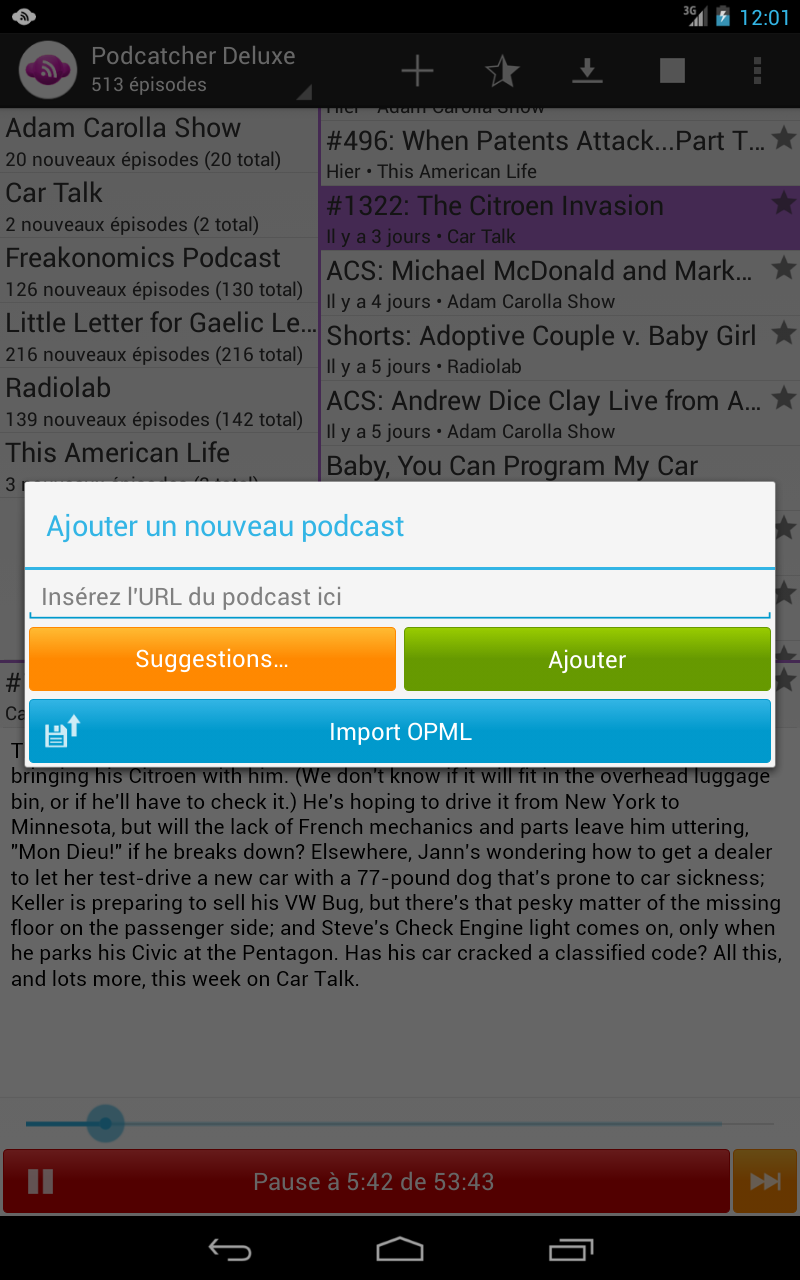 3G 12:01
Podcatcher Deluxe
513 épisodes
Adam Carolla Show
20 nouveaux épisodes (20 total)
Car Talk
2 nouveaux épisodes (2 total)
Freakonomics Podcast
126 nouveaux épisodes (130 total)
Little Letter for Gaelic Le...
216 nouveaux épisodes (216 total)
Radiolab
139 nouveaux épisodes (142 total)
This American Life
3
Hier • Adam Carolla Show
#496: When Patents Attack...Part T...
Hier • This American Life
#1322: The Citroen Invasion
Il y a 3 jours • Car Talk
ACS: Michael McDonald and Mark...
Il y a 4 jours • Adam Carolla Show
Shorts: Adoptive Couple v. Baby Girl
Il y a 5 jours • Radiolab
ACS: Andrew Dice Clay Live from A...
Il y a 5 jours • Adam Carolla Show
Baby, You Can Program My Car
Ajouter un nouveau podcast
Insérez l'URL du podcast ici
Suggestions...
Ajouter
Import OPML
#
Ca
T
bringing his Citroen with him. (We don't know if it will fit in the overhead luggage
bin, or if he'll have to check it.) He's hoping to drive it from New York to
Minnesota, but will the lack of French mechanics and parts leave him uttering,
"Mon Dieu!" if he breaks down? Elsewhere, Jann's wondering how to get a dealer
to let her test-drive a new car with a 77-pound dog that's prone to car sickness;
Keller is preparing to sell his VW Bug, but there's that pesky matter of the missing
floor on the passenger side; and Steve's Check Engine light comes on, only when
he parks his Civic at the Pentagon. Has his car cracked a classified code? All this,
and lots more, this week on Car Talk.
Pause à 5:42 de 53:43